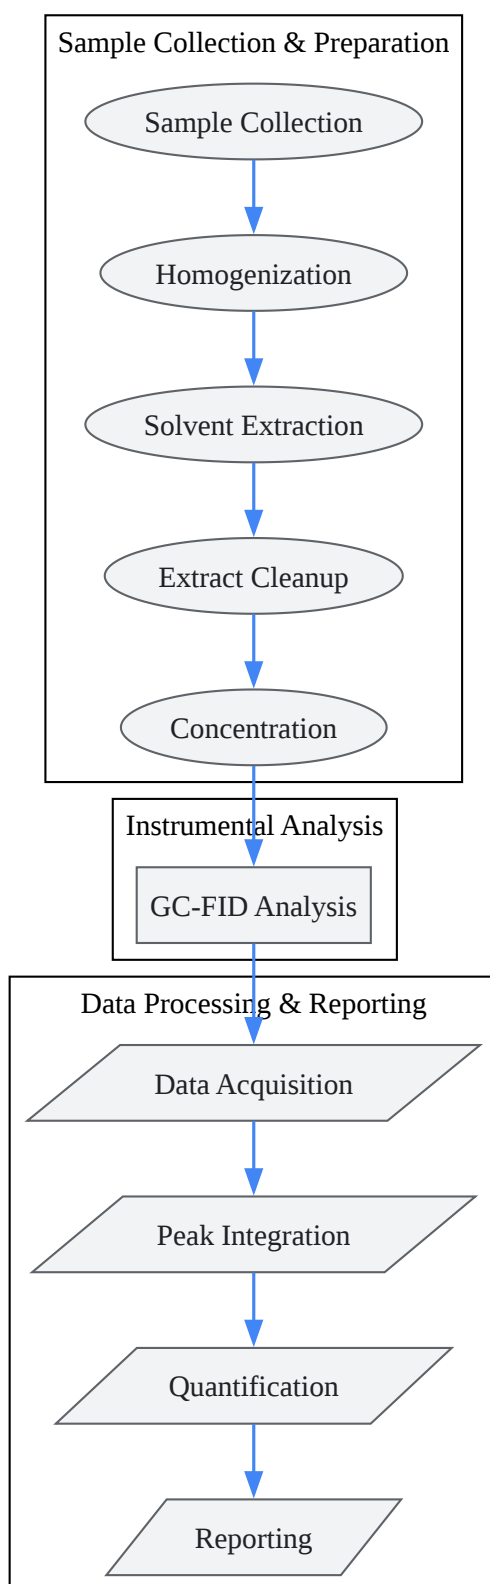 Sample Collection & Preparation
Sample Collection
Homogenization
Solvent Extraction
Extract Cleanup
Concentration
Instrumental Analysis
GC-FID Analysis
Data Processing & Reporting
Data Acquisition
Peak Integration
Quantification
Reporting